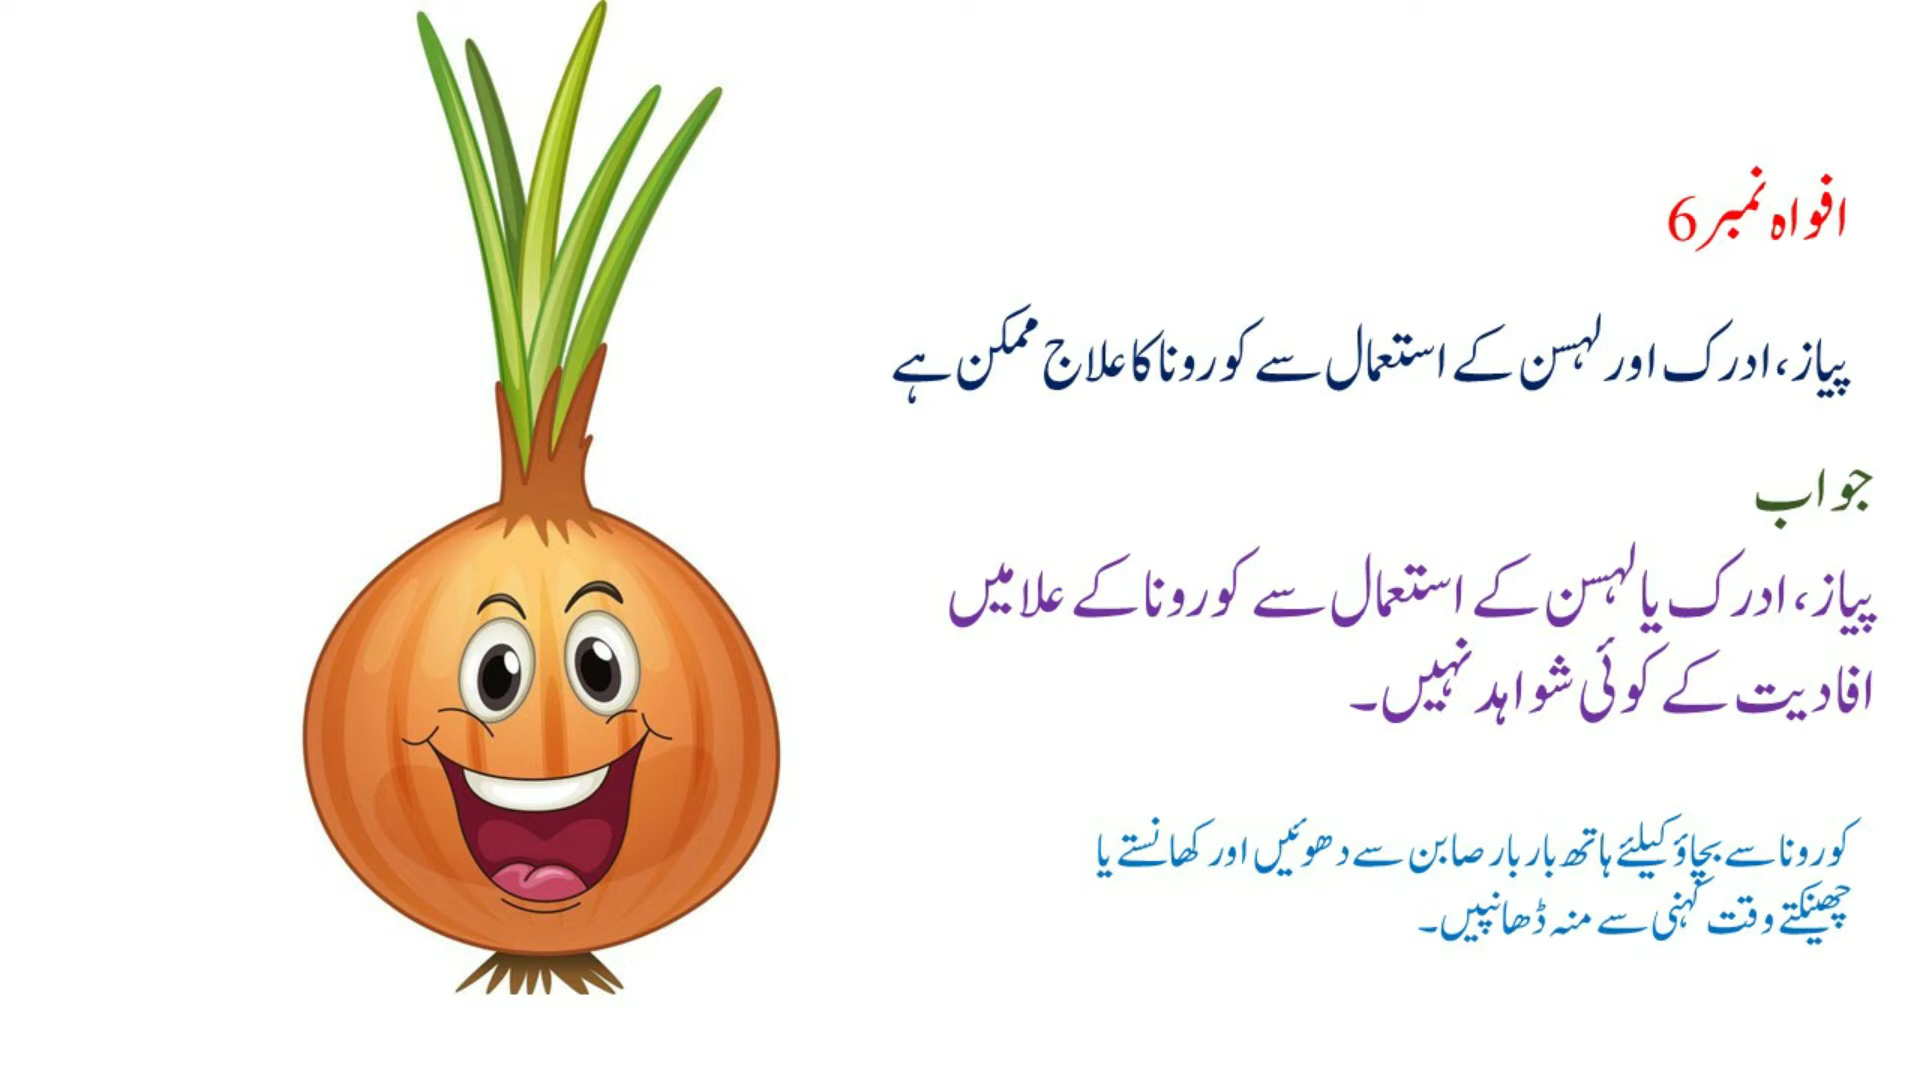 افواہ نمبر 6
پیاز، ادرک اور لہسن کے استعمال سے کورونا کا علاج ممکن ہے
جواب
پیاز، ادرک یا لہسن کے استعمال سے کورونا کے علامیں
افادیت کے کوئی شواہد نہیں۔
کورونا سے بچاؤ کیلئے ہاتھ بار بار صابن سے دھوئیں اور کھانستے یا
چھینکتے وقت کہنی سے منہ ڈھانپیں۔